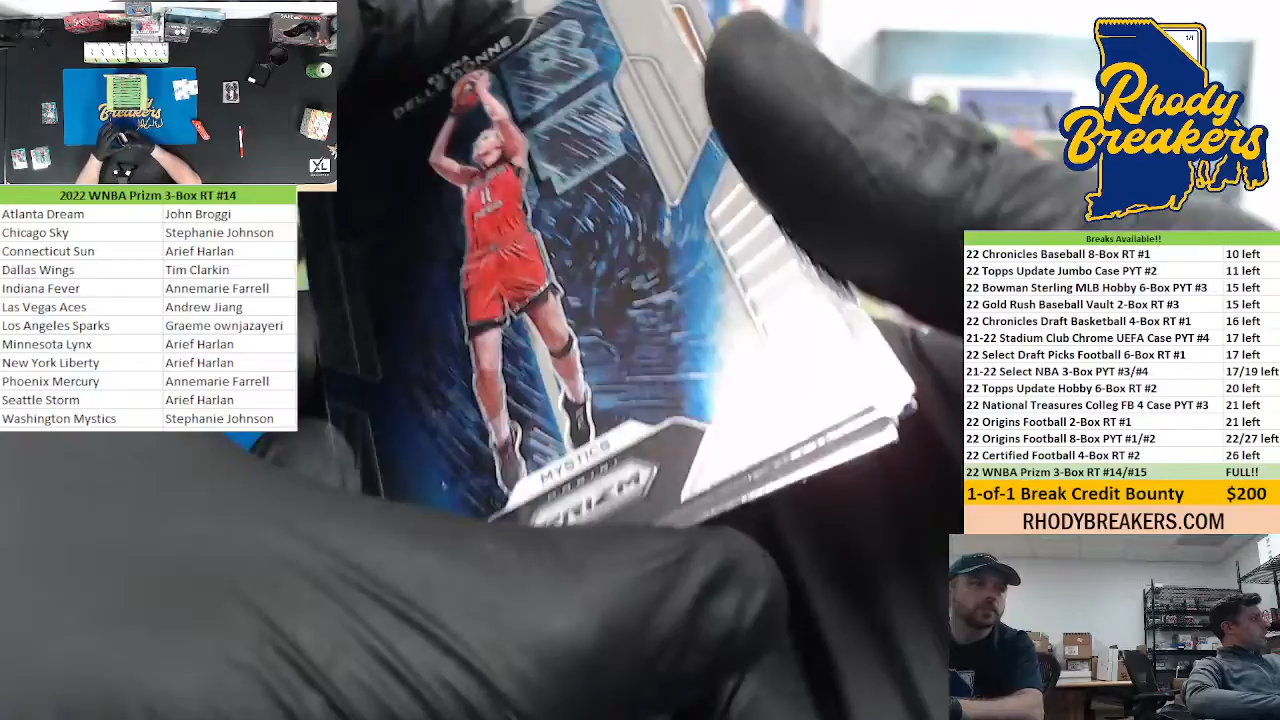 2022 WNBA Prizm 3-Box RT #14
Atlanta Dream John Broggi
Chicago Sky Stephanie Johnson
Connecticut Sun Arief Harlan
Dallas Wings Tim Clarkin
Indiana Fever Annemarie Farrell
Las Vegas Aces Andrew Jiang
Los Angeles Sparks Graeme ownjazayeri
Minnesota Lynx Arief Harlan
New York Liberty Arief Harlan
Phoenix Mercury Annemarie Farrell
Seattle Storm Arief Harlan
Washington Mystics Stephanie Johnson
Breakers
XL
ELENA
DELLE DONNE
11
MYSTICS
PANINI
PRIZM
1/1
Rhody
Breakers
Breaks Available!!
22 Chronicles Baseball 8-Box RT #1 10 left
22 Topps Update Jumbo Case PYT #2 11 left
22 Bowman Sterling MLB Hobby 6-Box PYT #3 15 left
22 Gold Rush Baseball Vault 2-Box RT #3 15 left
22 Chronicles Draft Basketball 4-Box RT #1 16 left
21-22 Stadium Club Chrome UEFA Case PYT #4 17 left
22 Select Draft Picks Football 6-Box RT #1 17 left
21-22 Select NBA 3-Box PYT #3/#4 17/19 left
22 Topps Update Hobby 6-Box RT #2 20 left
22 National Treasures Colleg FB 4 Case PYT #3 21 left
22 Origins Football 2-Box RT #1 21 left
22 Origins Football 8-Box PYT #1/#2 22/27 left
22 Certified Football 4-Box RT #2 26 left
22 WNBA Prizm 3-Box RT #14/#15 FULL!!
1-of-1 Break Credit Bounty $200
RHODYBREAKERS.COM